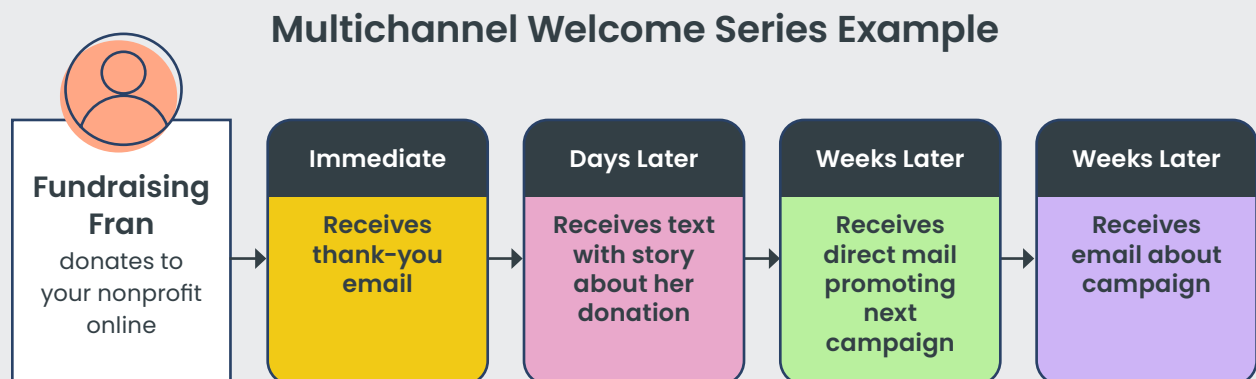 Multichannel Welcome Series Example
Fundraising
Fran
donates to
your nonprofit
online
Immediate
Receives
thank-you
email
Days Later
Receives text
with story
about her
donation
Weeks Later
Receives
direct mail
promoting
next
campaign
Weeks Later
Receives
email about
campaign